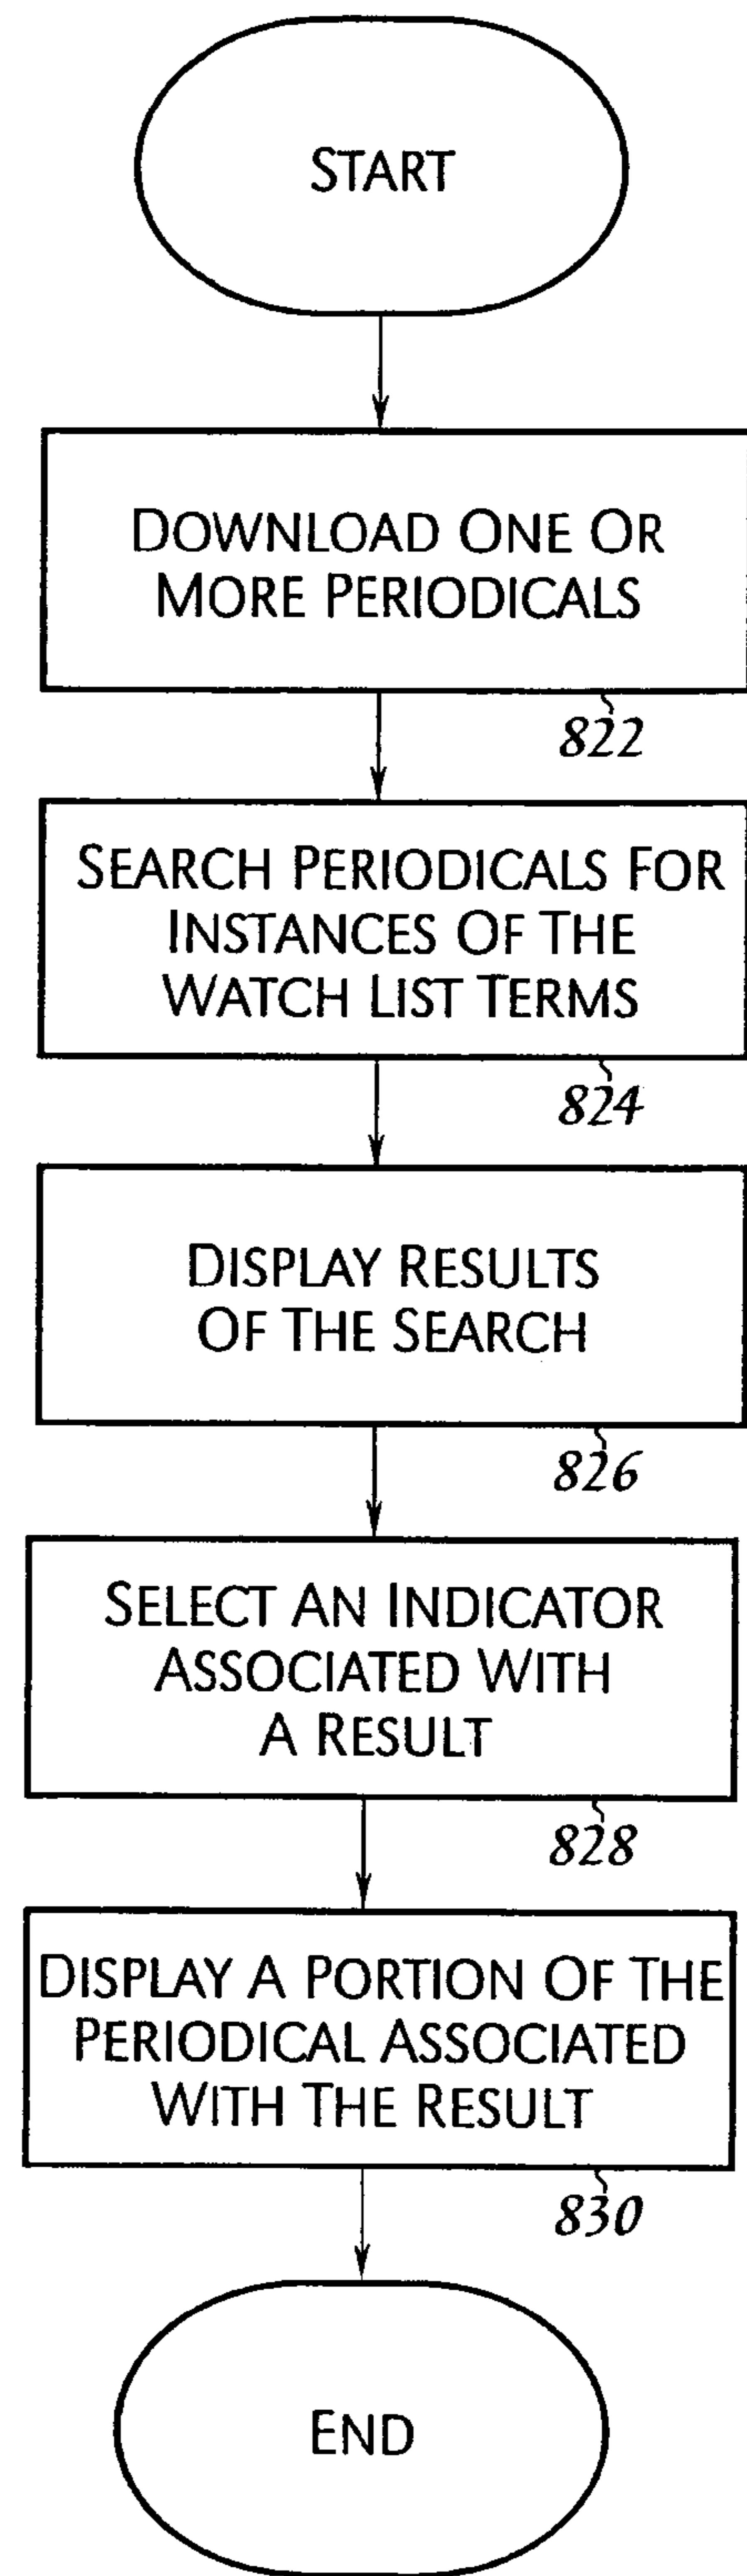 START
DOWNLOAD ONE OR
MORE PERIODICALS
822
SEARCH PERIODICALS FOR
INSTANCES OF THE
WATCH LIST TERMS
824
DISPLAY RESULTS
OF THE SEARCH
826
SELECT AN INDICATOR
ASSOCIATED WITH
A RESULT
828
DISPLAY A PORTION OF THE
PERIODICAL ASSOCIATED
WITH THE RESULT
830
END